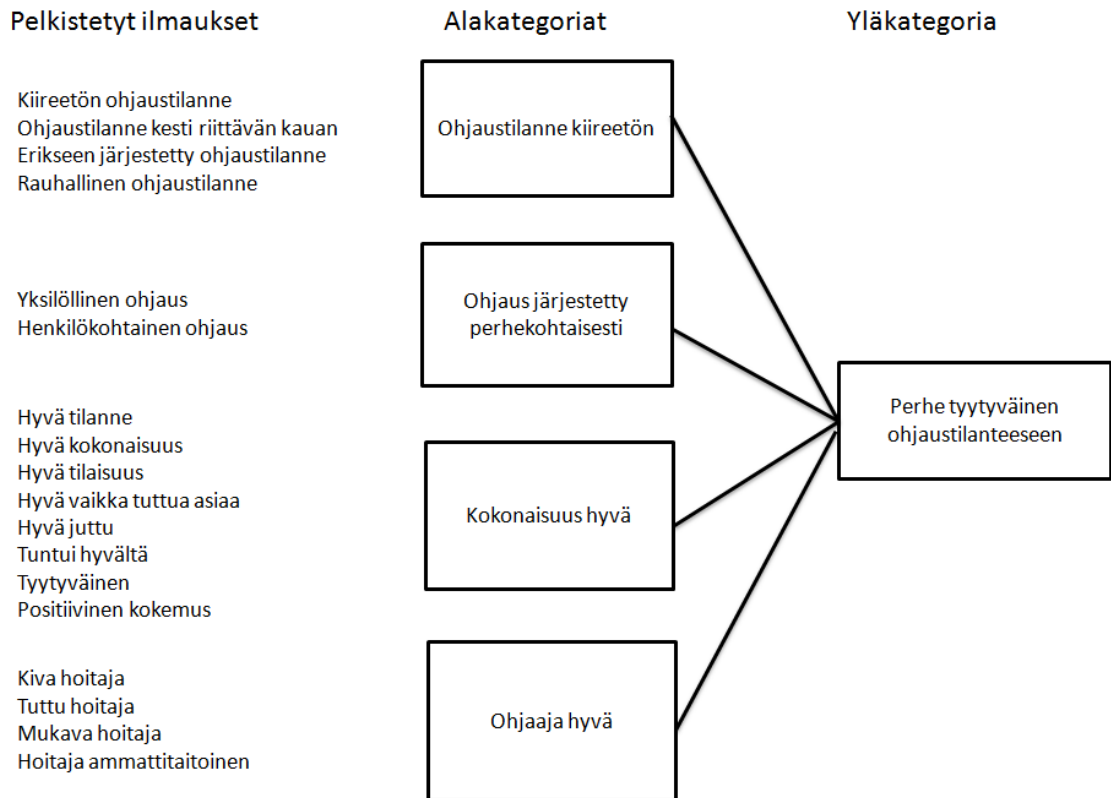 Pelkistetyt ilmaukset
Alakategoriat
Yläkategoria
Kiireetön ohjaustilanne
Ohjaustilanne kesti riittävän kauan
Erikseen järjestetty ohjaustilanne
Rauhallinen ohjaustilanne
Ohjaustilanne kiireetön
Yksilöllinen ohjaus
Henkilökohtainen ohjaus
Ohjaus järjestetty
perhekohtaisesti
Hyvä tilanne
Hyvä kokonaisuus
Hyvä tilaisuus
Hyvä vaikka tuttua asiaa
Hyvä juttu
Tuntui hyvältä
Tyytyväinen
Positiivinen kokemus
Kokonaisuus hyvä
Kiva hoitaja
Tuttu hoitaja
Mukava hoitaja
Hoitaja ammattitaitoinen
Ohjaaja hyvä
Perhe tyytyväinen
ohjaustilanteeseen